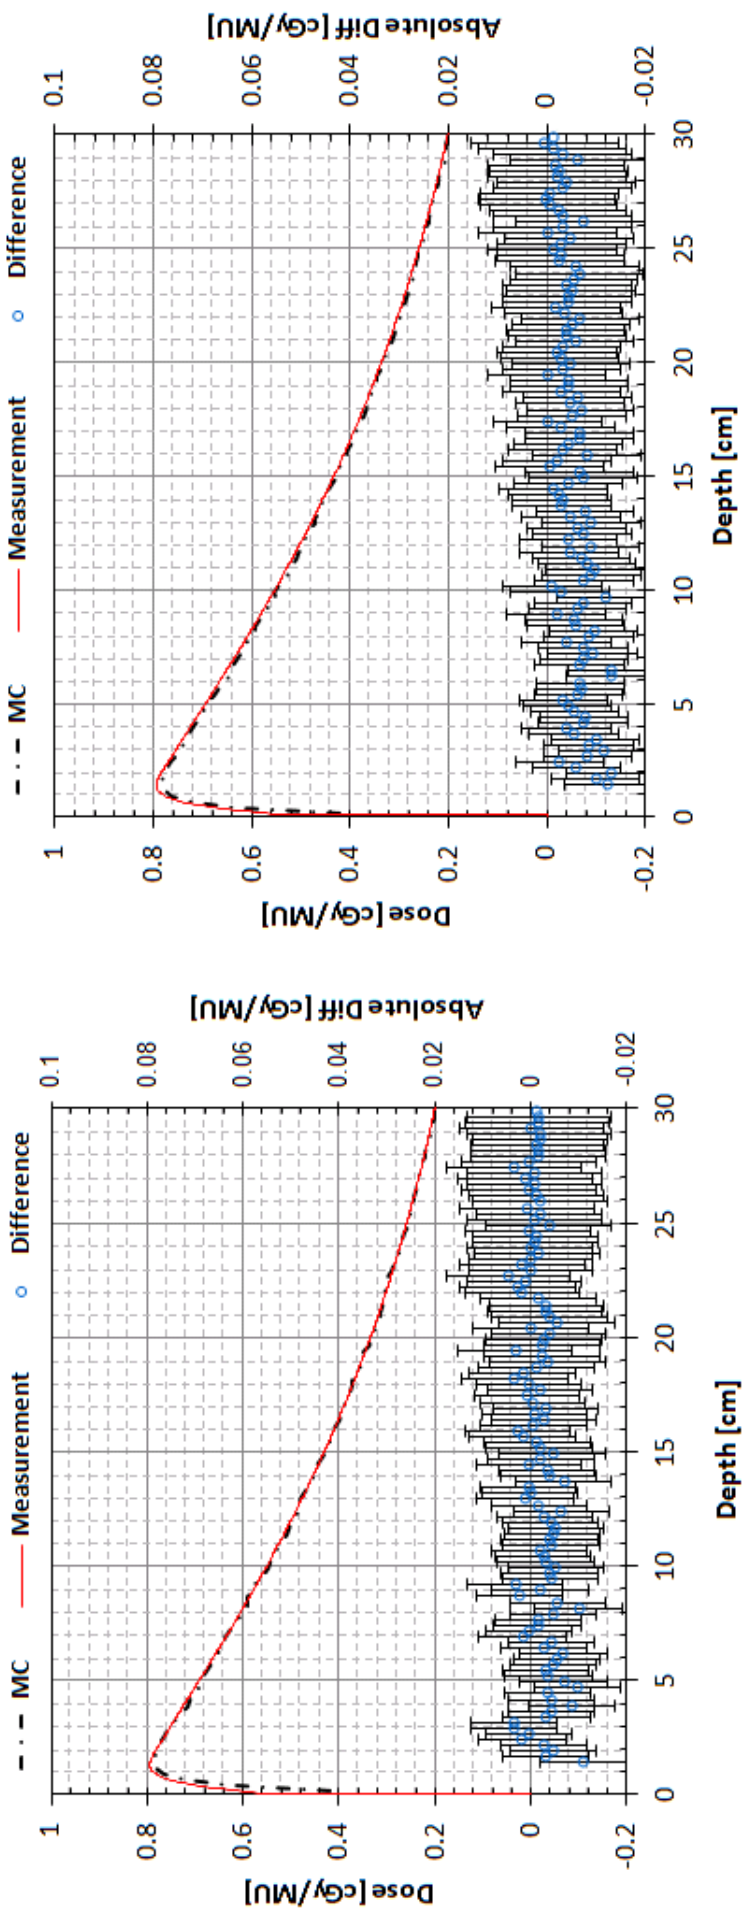 MC Measurement Difference
1 0.1
0.8 0.08
0.6 0.06
0.4 0.04
0.2 0.02
0 0
-0.2 -0.02
Dose [cGy/MU]
Absolute Diff [cGy/MU]
0 5 10 15 20 25 30
Depth [cm]
MC Measurement Difference
1 0.1
0.8 0.08
0.6 0.06
0.4 0.04
0.2 0.02
0 0
-0.2 -0.02
Dose [cGy/MU]
Absolute Diff [cGy/MU]
0 5 10 15 20 25 30
Depth [cm]